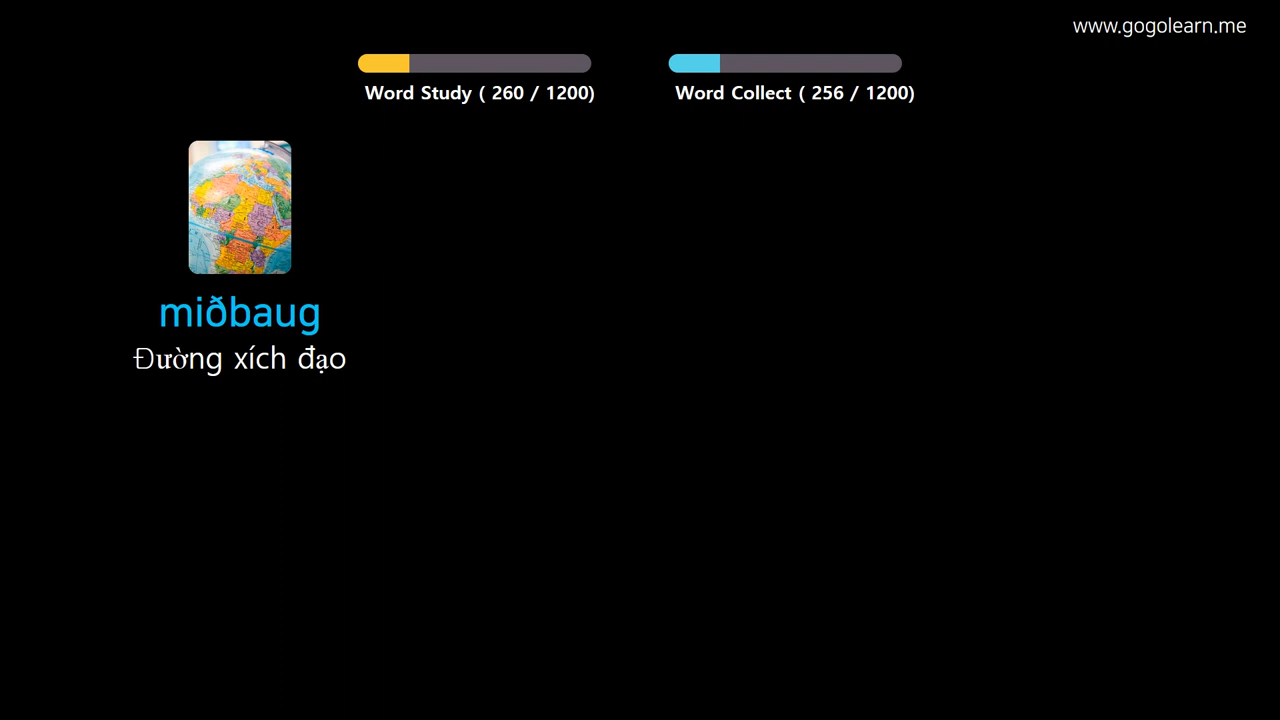 www.gogolearn.me
Word Study ( 260 / 1200)
Word Collect ( 256 / 1200)
miðbaug
Đường xích đạo